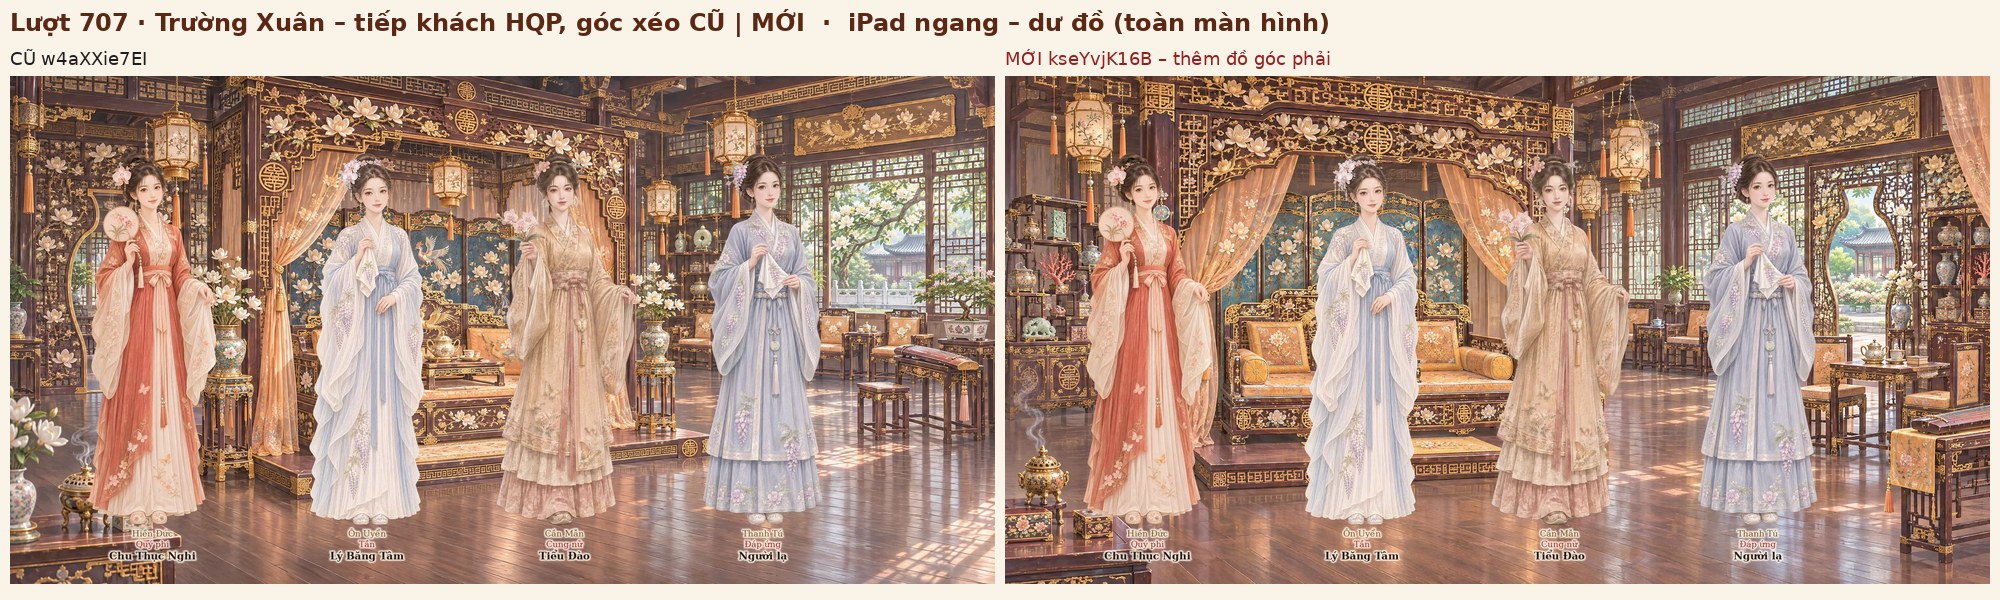 Lượt 707 · Trường Xuân – tiếp khách HQP, góc xéo CŨ | MỚI · iPad ngang – dư đồ (toàn màn hình)
CŨ w4aXXie7EI
MỚI kseYvjK16B – thêm đồ góc phải
Hiền Đức
Quý phi
Chu Thục Nghi
Ôn Uyển
Tần
Lý Băng Tâm
Cần Mẫn
Cung nữ
Tiểu Đào
Thanh Tú
Đáp ứng
Người lạ
Hiền Đức
Quý phi
Chu Thục Nghi
Ôn Uyển
Tần
Lý Băng Tâm
Cần Mẫn
Cung nữ
Tiểu Đào
Thanh Tú
Đáp ứng
Người lạ